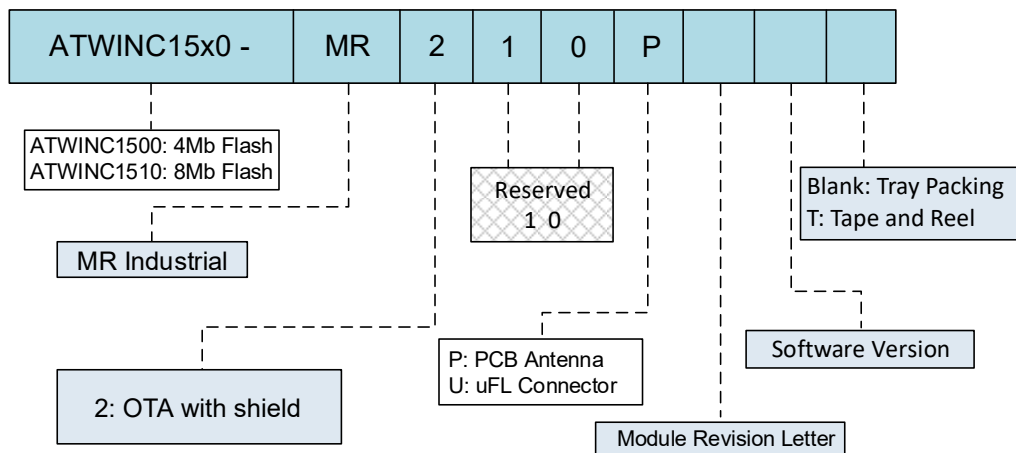 ATWINC15x0 - MR 2 1 0 P
ATWINC1500: 4Mb Flash
ATWINC1510: 8Mb Flash
Reserved
1 0
Blank: Tray Packing
T: Tape and Reel
MR Industrial
P: PCB Antenna
U: uFL Connector
Software Version
2: OTA with shield
Module Revision Letter